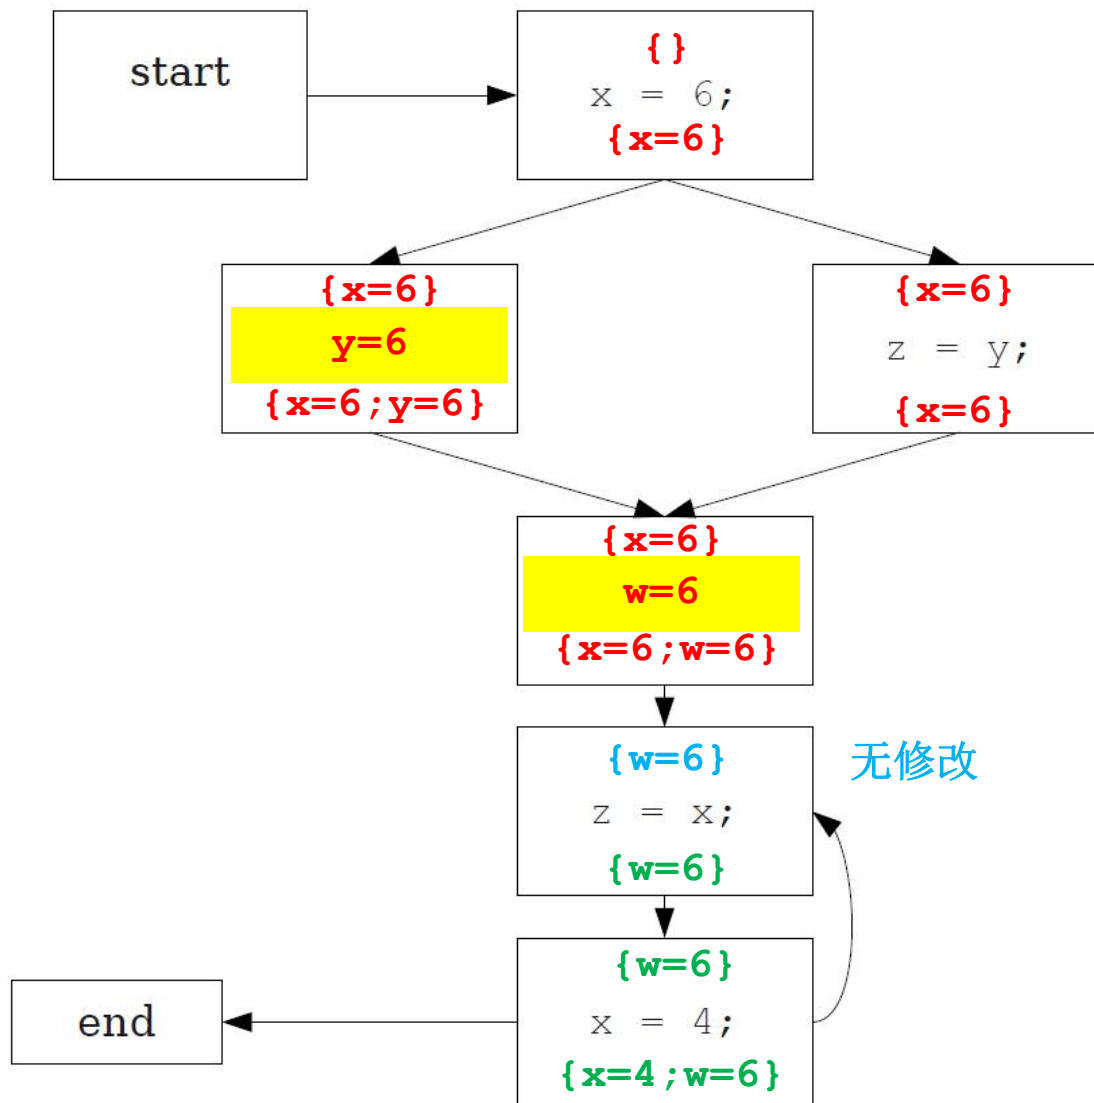 start
{}
x = 6;
{x=6}
{x=6}
y=6
{x=6;y=6}
{x=6}
z = y;
{x=6}
{x=6}
w=6
{x=6;w=6}
{w=6}
z = x;
{w=6}
无修改
{w=6}
x = 4;
{x=4;w=6}
end